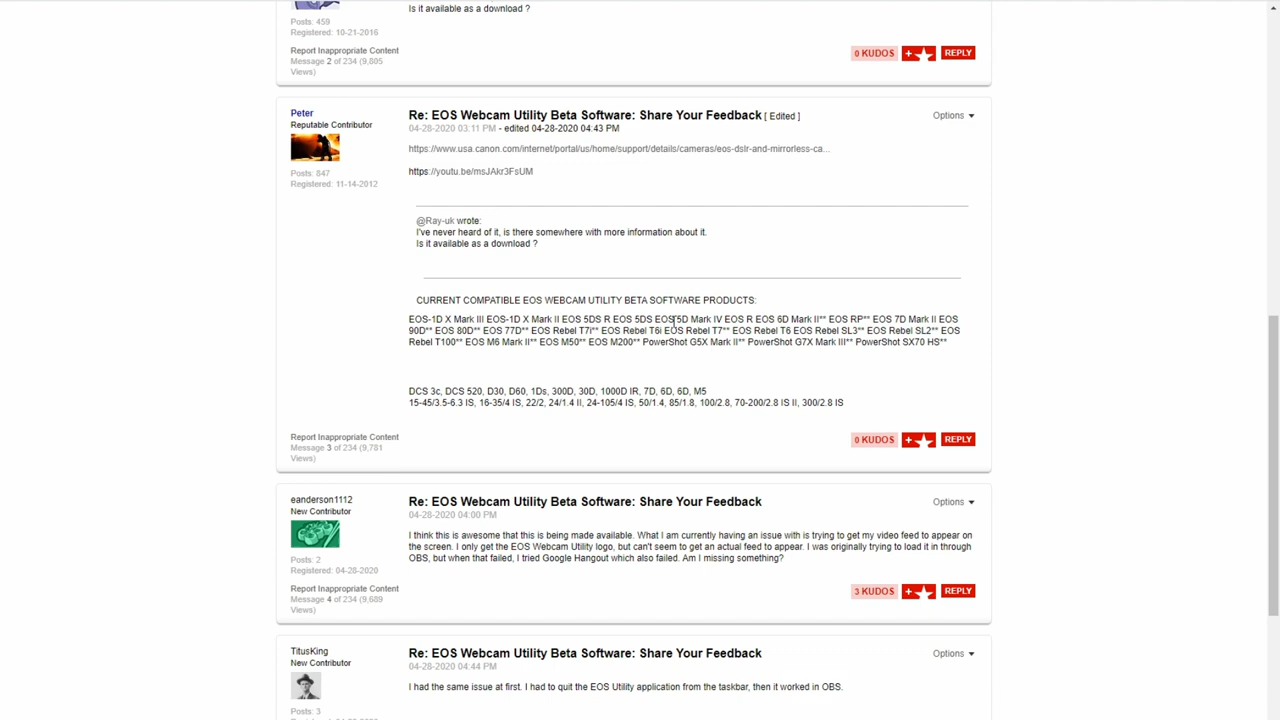 Is it available as a download ?
Posts: 459
Registered: 10-21-2016
Report Inappropriate Content
Message 2 of 234 (9,805
Views)
0 KUDOS
+
REPLY
Peter
Reputable Contributor
Posts: 847
Registered: 11-14-2012
Re: EOS Webcam Utility Beta Software: Share Your Feedback [ Edited ]
Options
04-28-2020 03:11 PM - edited 04-28-2020 04:43 PM
https://www.usa.canon.com/internet/portal/us/home/support/details/cameras/eos-dslr-and-mirrorless-ca...
https://youtu.be/msJAkr3FsUM
@Ray-uk wrote:
I've never heard of it, is there somewhere with more information about it.
Is it available as a download ?
CURRENT COMPATIBLE EOS WEBCAM UTILITY BETA SOFTWARE PRODUCTS:
EOS-1D X Mark III EOS-1D X Mark II EOS 5DS R EOS 5DS EOS 5D Mark IV EOS R EOS 6D Mark II** EOS RP** EOS 7D Mark II EOS
90D** EOS 80D** EOS 77D** EOS Rebel T7i** EOS Rebel T6i EOS Rebel T7** EOS Rebel T6 EOS Rebel SL3** EOS Rebel SL2** EOS
Rebel T100** EOS M6 Mark II** EOS M50** EOS M200** PowerShot G5X Mark II** PowerShot G7X Mark III** PowerShot SX70 HS**
DCS 3c, DCS 520, D30, D60, 1Ds, 300D, 30D, 1000D IR, 7D, 6D, 6D, M5
15-45/3.5-6.3 IS, 16-35/4 IS, 22/2, 24/1.4 II, 24-105/4 IS, 50/1.4, 85/1.8, 100/2.8, 70-200/2.8 IS II, 300/2.8 IS
Report Inappropriate Content
Message 3 of 234 (9,781
Views)
0 KUDOS
+
REPLY
eanderson1112
New Contributor
Posts: 2
Registered: 04-28-2020
Report Inappropriate Content
Message 4 of 234 (9,689
Views)
Re: EOS Webcam Utility Beta Software: Share Your Feedback
Options
04-28-2020 04:00 PM
I think this is awesome that this is being made available. What I am currently having an issue with is trying to get my video feed to appear on
the screen. I only get the EOS Webcam Utility logo, but can't seem to get an actual feed to appear. I was originally trying to load it in through
OBS, but when that failed, I tried Google Hangout which also failed. Am I missing something?
3 KUDOS
+
REPLY
TitusKing
New Contributor
Posts: 3
Re: EOS Webcam Utility Beta Software: Share Your Feedback
Options
04-28-2020 04:44 PM
I had the same issue at first. I had to quit the EOS Utility application from the taskbar, then it worked in OBS.